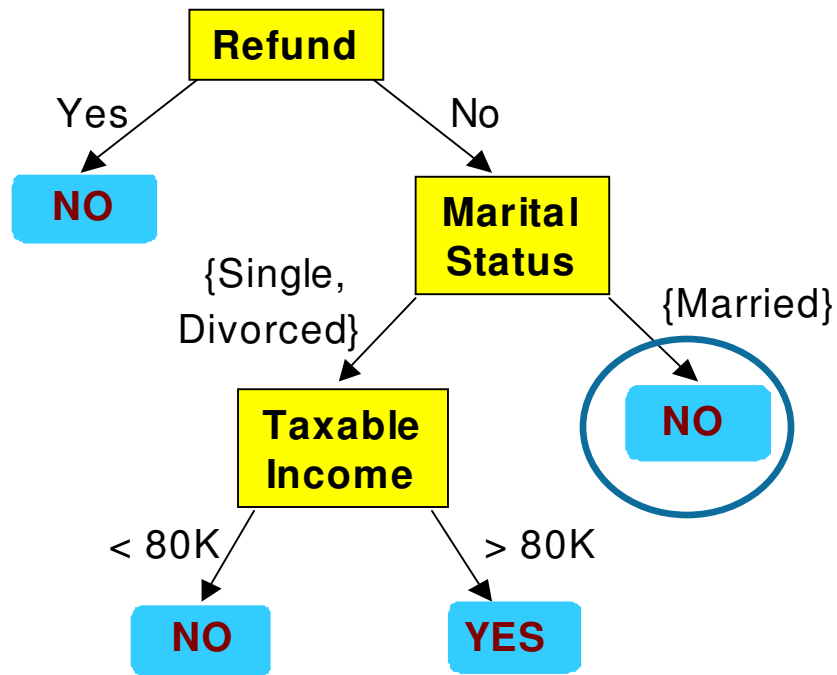 Refund
Yes
No
NO
Marital
Status
{Single,
Divorced}
{Married}
Taxable
Income
NO
< 80K
> 80K
NO
YES